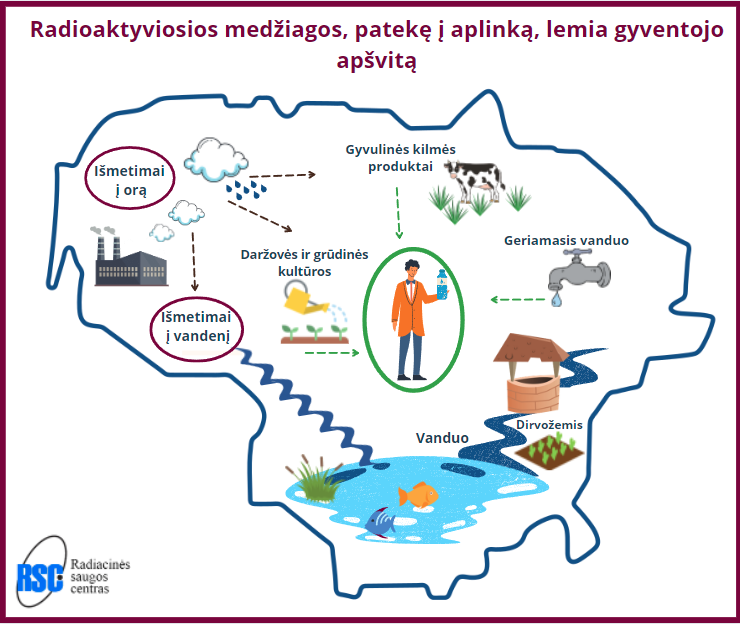 Radioaktyviosios medžiagos, patekę į aplinką, lemia gyventojo
apšvitą
Gyvulinės kilmės
produktai
Išmetimai
į orą
Geriamasis vanduo
Daržovės ir grūdinės
kultūros
Išmetimai
į vandenį
Dirvožemis
Vanduo
RSC
Radiacinės
saugos
centras